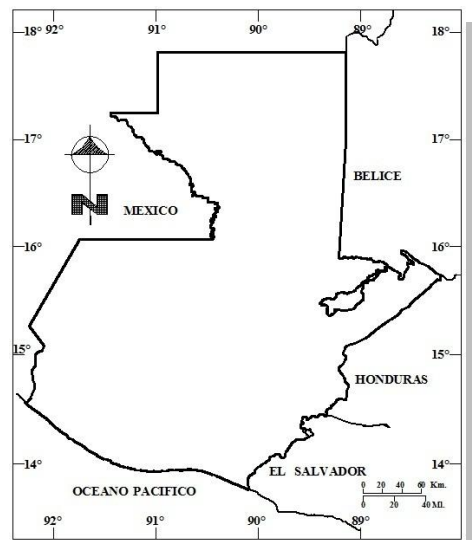 18° 92° 91° 90° 89° 18°
17° 17°
BELICE
N
MEXICO
16° 16°
15° 15°
HONDURAS
14° EL SALVADOR 0 20 40 60 Km. 14°
OCEANO PACIFICO 0 20 40 MI.
92° 91° 90° 89°